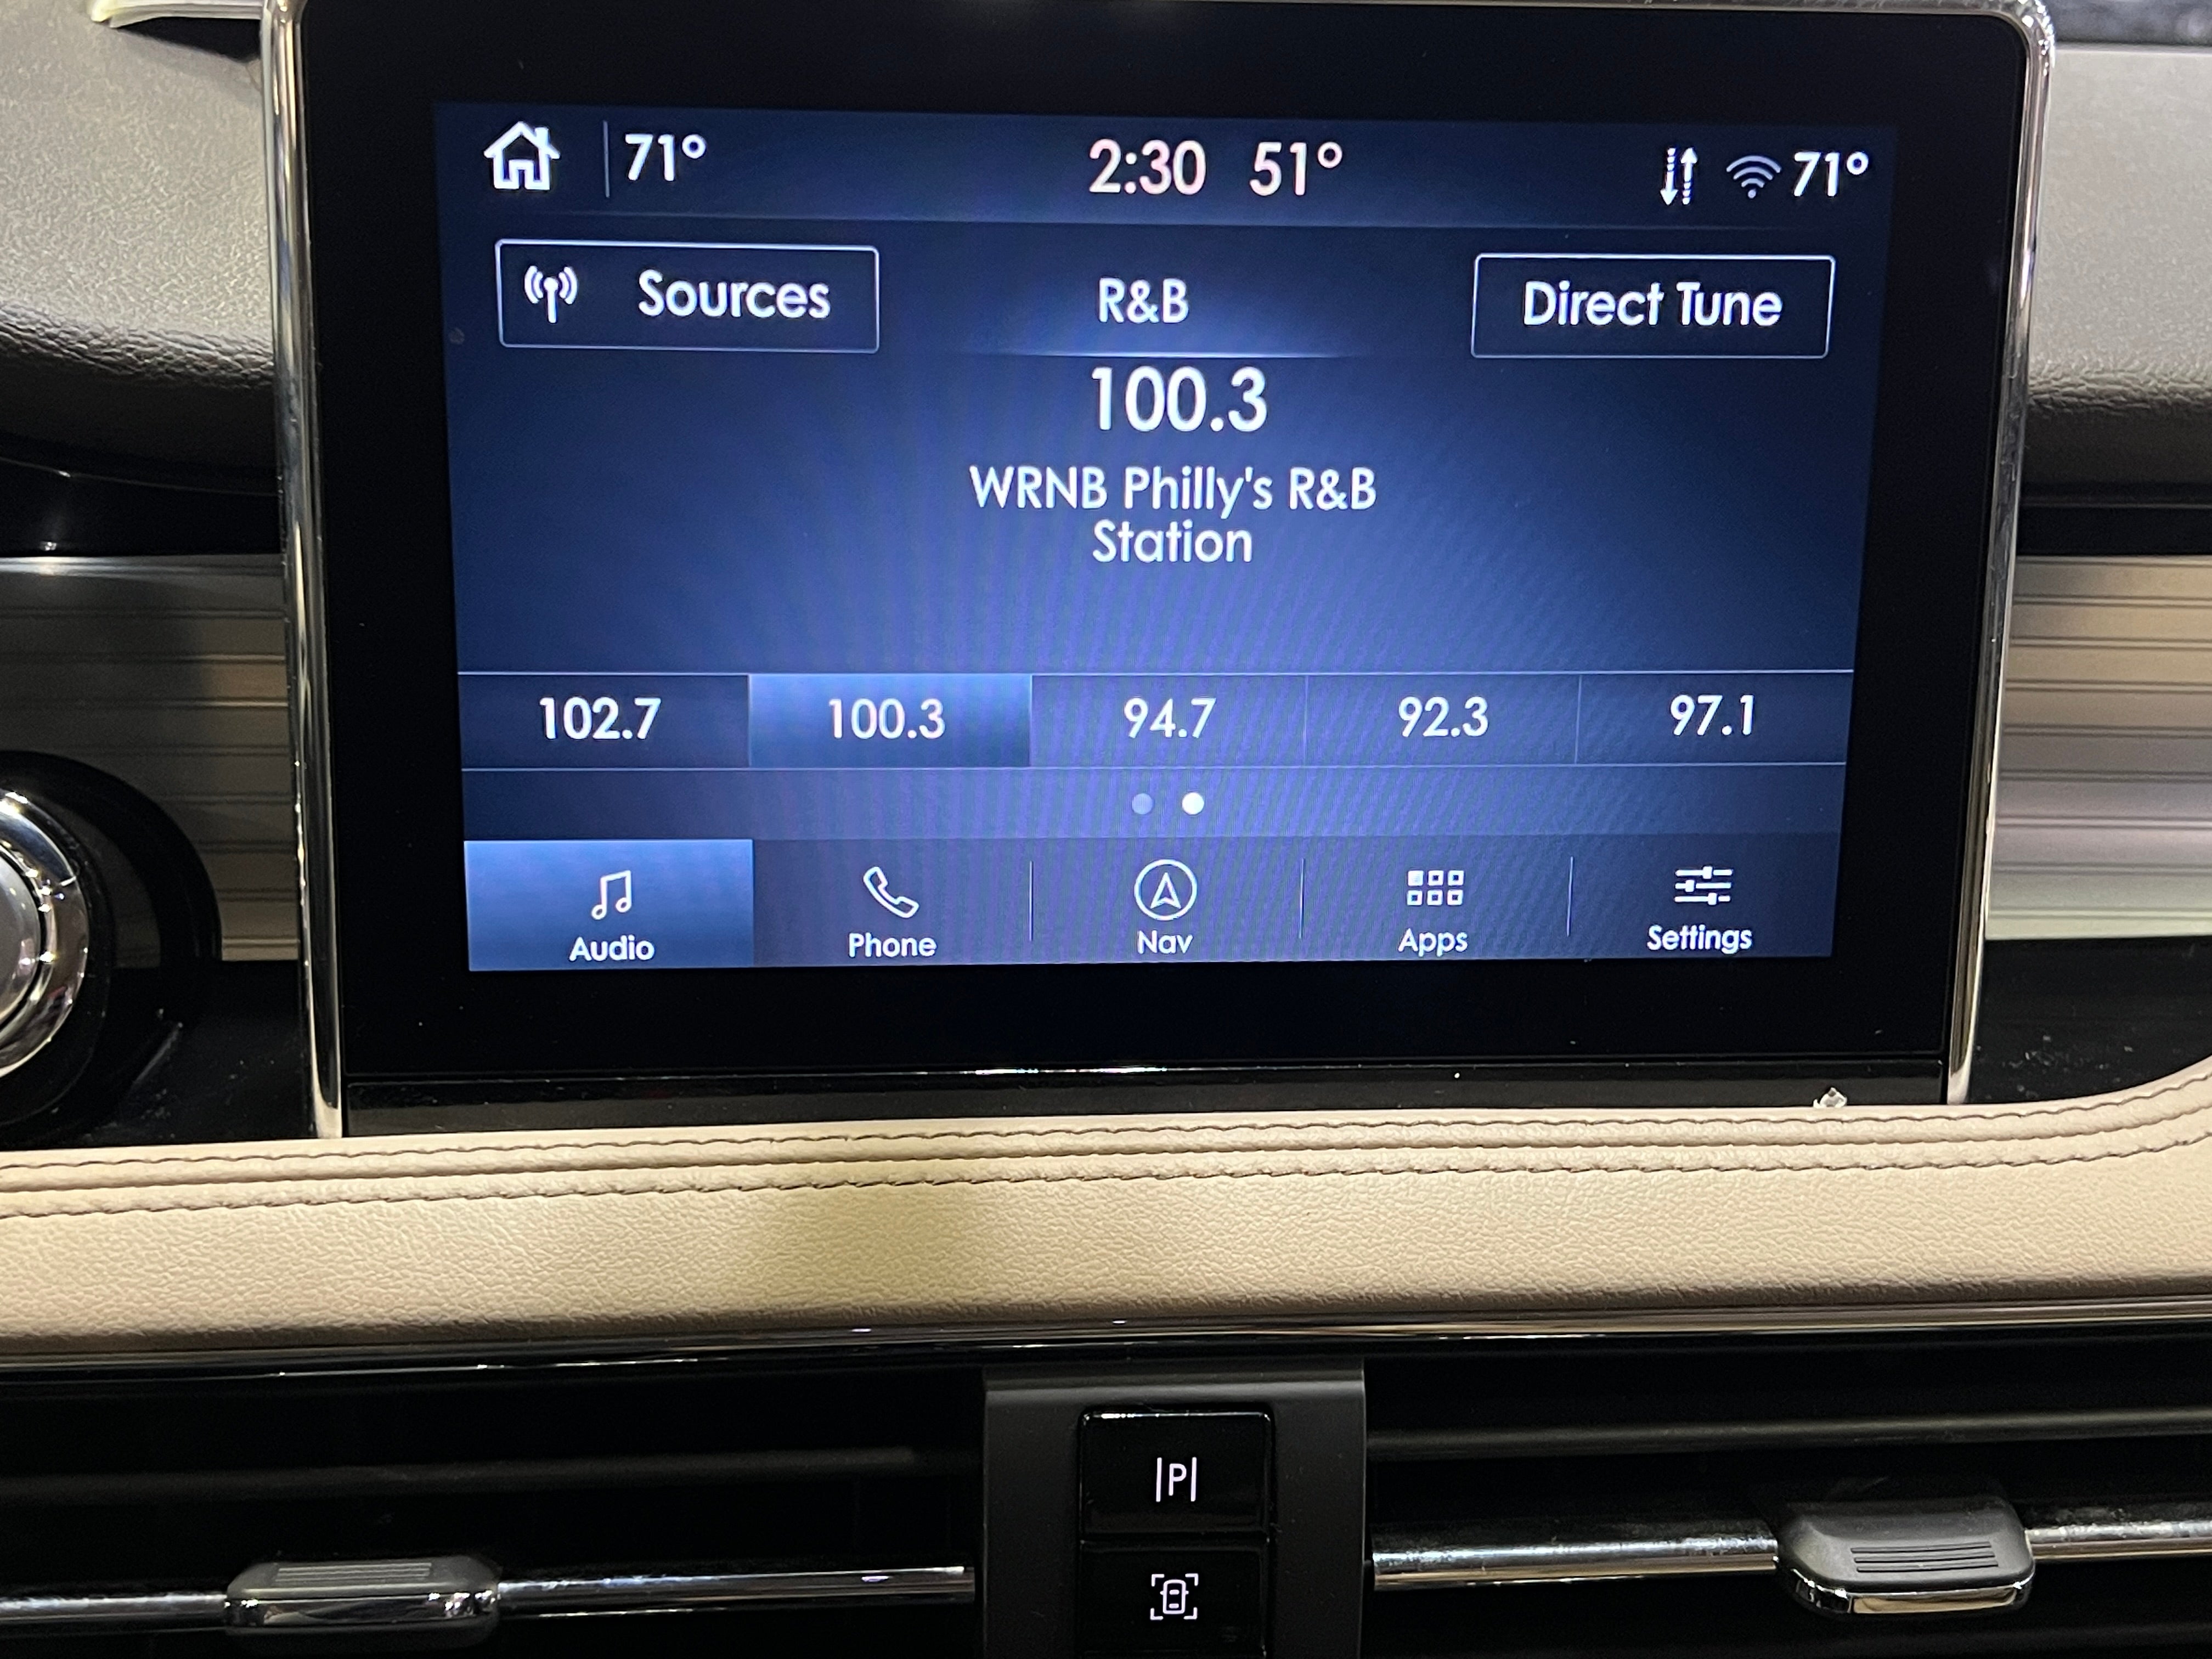 71° 2:30 51° 71°
Sources R&B Direct Tune
100.3
WRNB Philly's R&B
Station
102.7 100.3 94.7 92.3 97.1
Audio Phone Nav Apps Settings
|P|